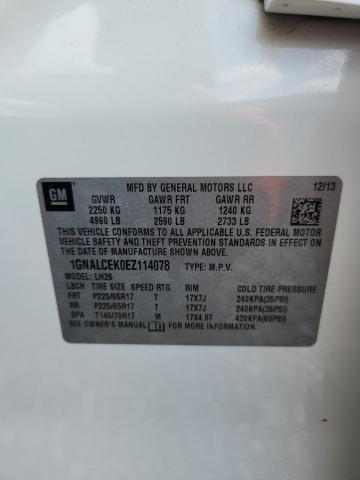 GM
MFD BY GENERAL MOTORS LLC 12/13
GVWR GAWR FRT GAWR RR
2250 KG 1175 KG 1240 KG
4960 LB 2590 LB 2733 LB
THIS VEHICLE CONFORMS TO ALL APPLICABLE U.S. FEDERAL MOTOR
VEHICLE SAFETY AND THEFT PREVENTION STANDARDS IN EFFECT
ON THE DATE OF MANUFACTURE SHOWN ABOVE.
1GNALCEK0EZ114078 TYPE: M.P.V.
MODEL: LH26
LBCH TIRE SIZE SPEED RTG RIM COLD TIRE PRESSURE
FRT P225/65R17 T 17X7J 240KPA(35PSI)
RR P225/65R17 T 17X7J 240KPA(35PSI)
SPA T145/70R17 M 17X4.5T 420KPA(60PSI)
SEE OWNER'S MANUAL FOR ADDITIONAL INFORMATION.